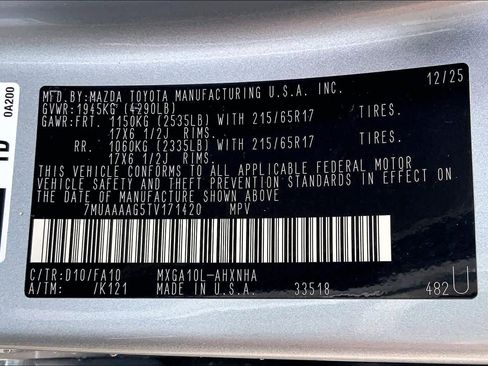 MFD.BY:MAZDA TOYOTA MANUFACTURING U.S.A. INC. 12/25
GVWR:1945KG (4290LB)
GAWR:FRT. 1150KG (2535LB) WITH 215/65R17 TIRES.
17X6 1/2J RIMS.
RR. 1060KG (2335LB) WITH 215/65R17 TIRES.
17X6 1/2J RIMS.
THIS VEHICLE CONFORMS TO ALL APPLICABLE FEDERAL MOTOR
VEHICLE SAFETY AND THEFT PREVENTION STANDARDS IN EFFECT ON
THE DATE OF MANUFACTURE SHOWN ABOVE
7MUAAAAG5TV171420 MPV
C/TR:D10/FA10 MXGA10L-AHXNHA
A/TM: /K121 MADE IN U.S.A. 33518 482U
0A200